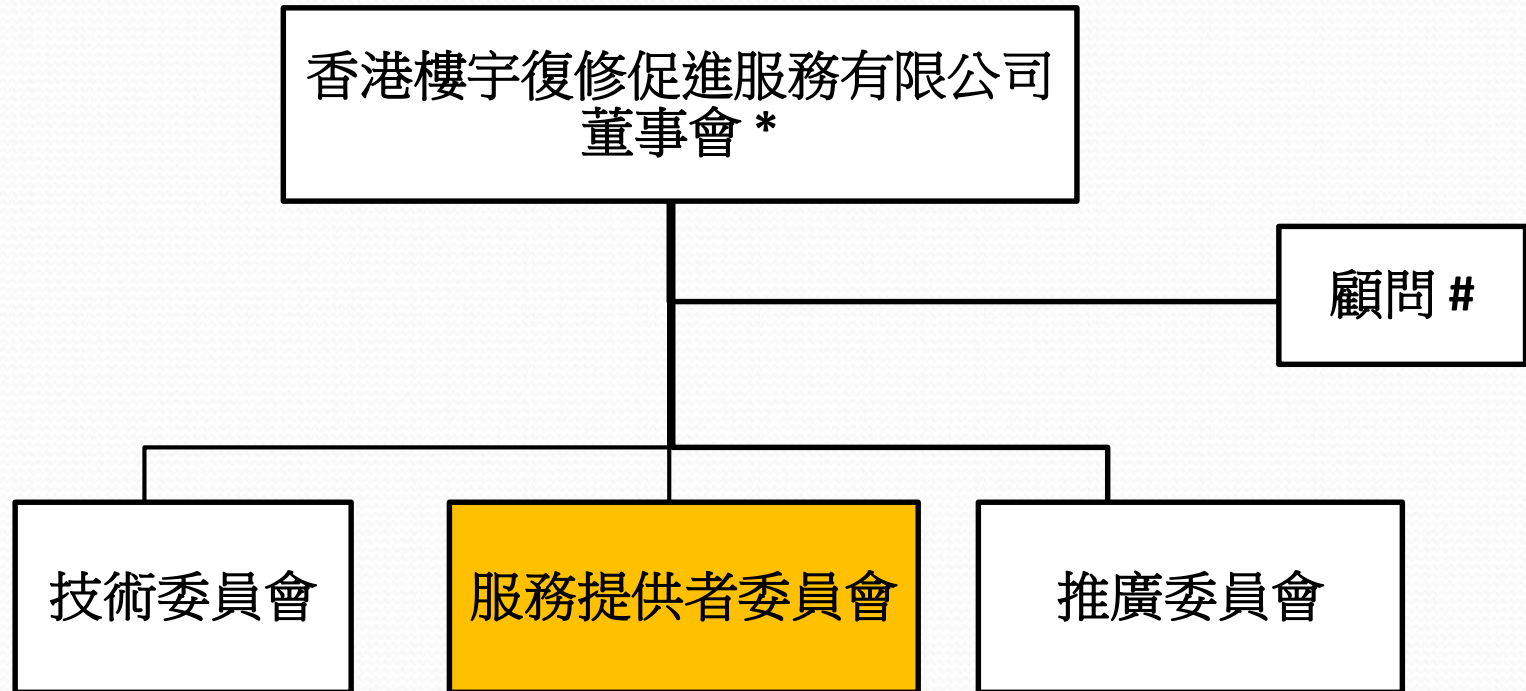 香港樓宇復修促進服務有限公司
董事會 *
顧問 #
技術委員會
服務提供者委員會
推廣委員會